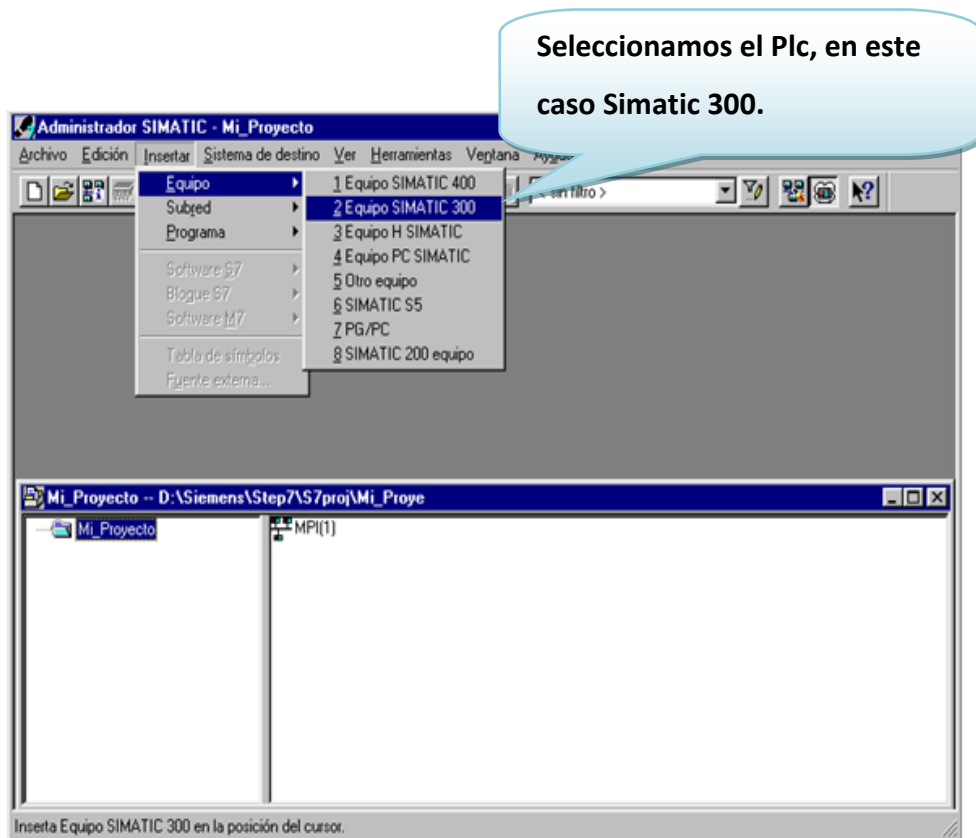 Seleccionamos el Plc, en este
caso Simatic 300.
Administrador SIMATIC - Mi_Proyecto
Archivo Edición Insertar Sistema de destino Ver Herramientas Ventana
Equipo
Subred
Programa
Software S7
Bloque S7
Software M7
Tabla de símbolos
Fuente externa...
1 Equipo SIMATIC 400
2 Equipo SIMATIC 300
3 Equipo H SIMATIC
4 Equipo PC SIMATIC
5 Otro equipo
6 SIMATIC S5
7 PG/PC
8 SIMATIC 200 equipo
sin filtro >
Mi_Proyecto -- D:\Siemens\Step7\S7proj\Mi_Proye
Mi_Proyecto
MPI(1)
Inserta Equipo SIMATIC 300 en la posición del cursor.